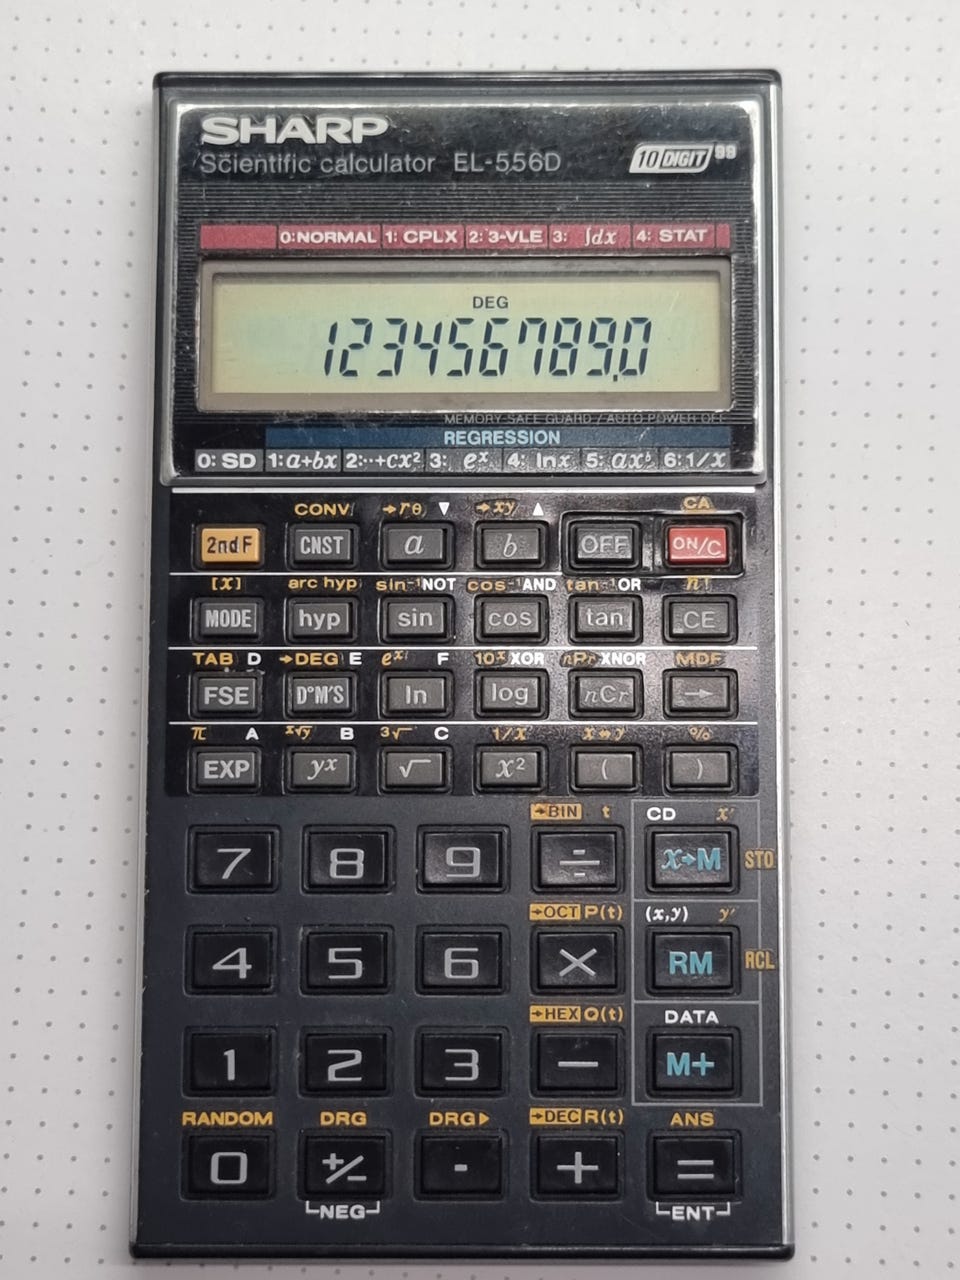 SHARP
Scientific calculator EL-556D 10 DIGIT
0:NORMAL 1: CPLX 2: 3-VLE 3: ∫dx 4: STAT
DEG
123456789.0
MEMORY SAFE GUARD / AUTO POWER OFF
REGRESSION
0: SD 1:a+bx 2:··+cx² 3: eˣ 4: lnx 5: axᵇ 6:1/x
CONV →rθ ▼ →xy ▲ CA
2ndF CNST a b OFF ON/C
[x] arc hyp sin⁻¹ NOT cos⁻¹ AND tan⁻¹ OR n!
MODE hyp sin cos tan CE
TAB D →DEG E eˣ F 10ˣ XOR nPr XNOR MDF
FSE D°M'S ln log nCr →
π A ˣ√y B ³√ C 1/x x↔y %
EXP yˣ √ x² ( )
→BIN t CD x'
7 8 9 ÷ x→M STO
→OCT P(t) (x,y) y'
4 5 6 × RM RCL
→HEX Q(t) DATA
1 2 3 − M+
RANDOM DRG DRG▶ →DEC R(t) ANS
0 +/− · + =
NEG ENT